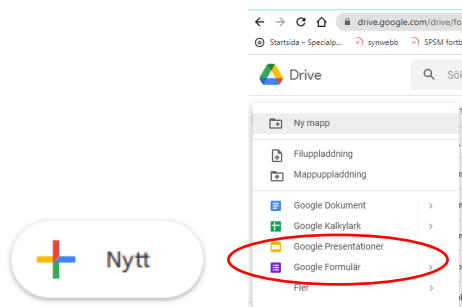 Nytt
drive.google.com/drive/fo
Startsida – Specialp... synwebb SPSM fortb
Drive
Sök
Ny mapp
Filuppladdning
Mappuppladdning
Google Dokument
Google Kalkylark
Google Presentationer
Google Formulär
Fler